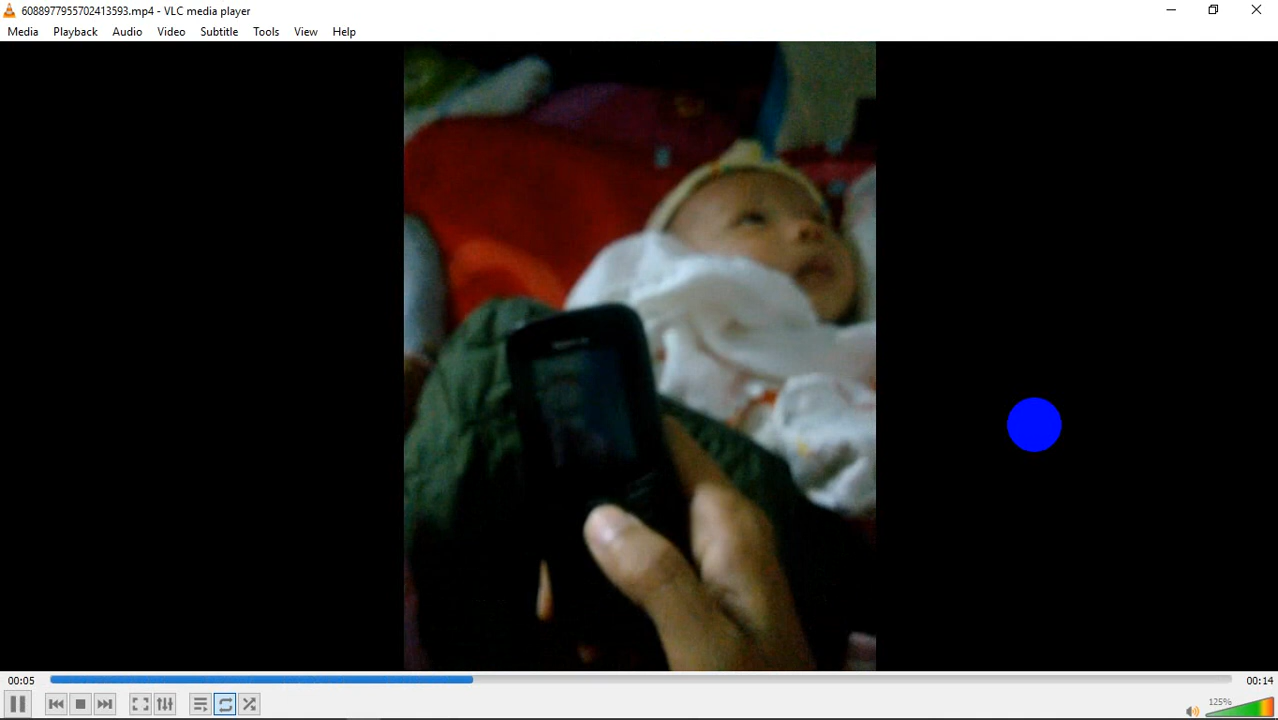 6088977955702413593.mp4 - VLC media player
Media Playback Audio Video Subtitle Tools View Help
00:05
00:14
125%